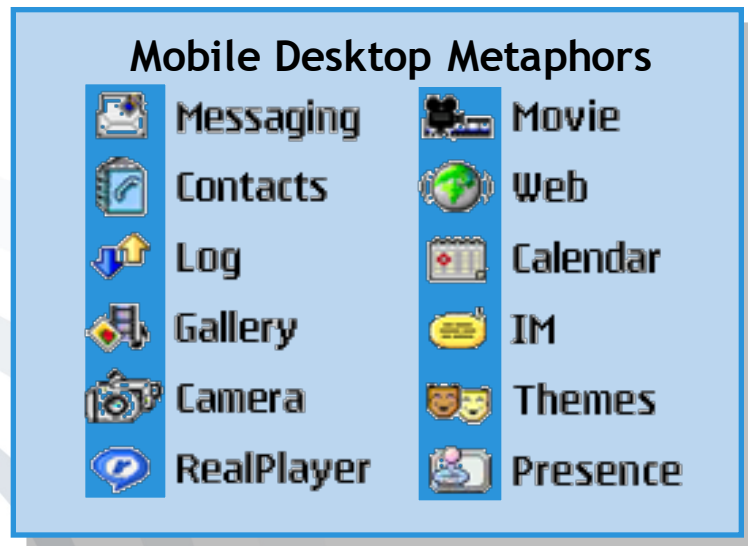 Mobile Desktop Metaphors
Messaging
Contacts
Log
Gallery
Camera
RealPlayer
Movie
Web
Calendar
IM
Themes
Presence